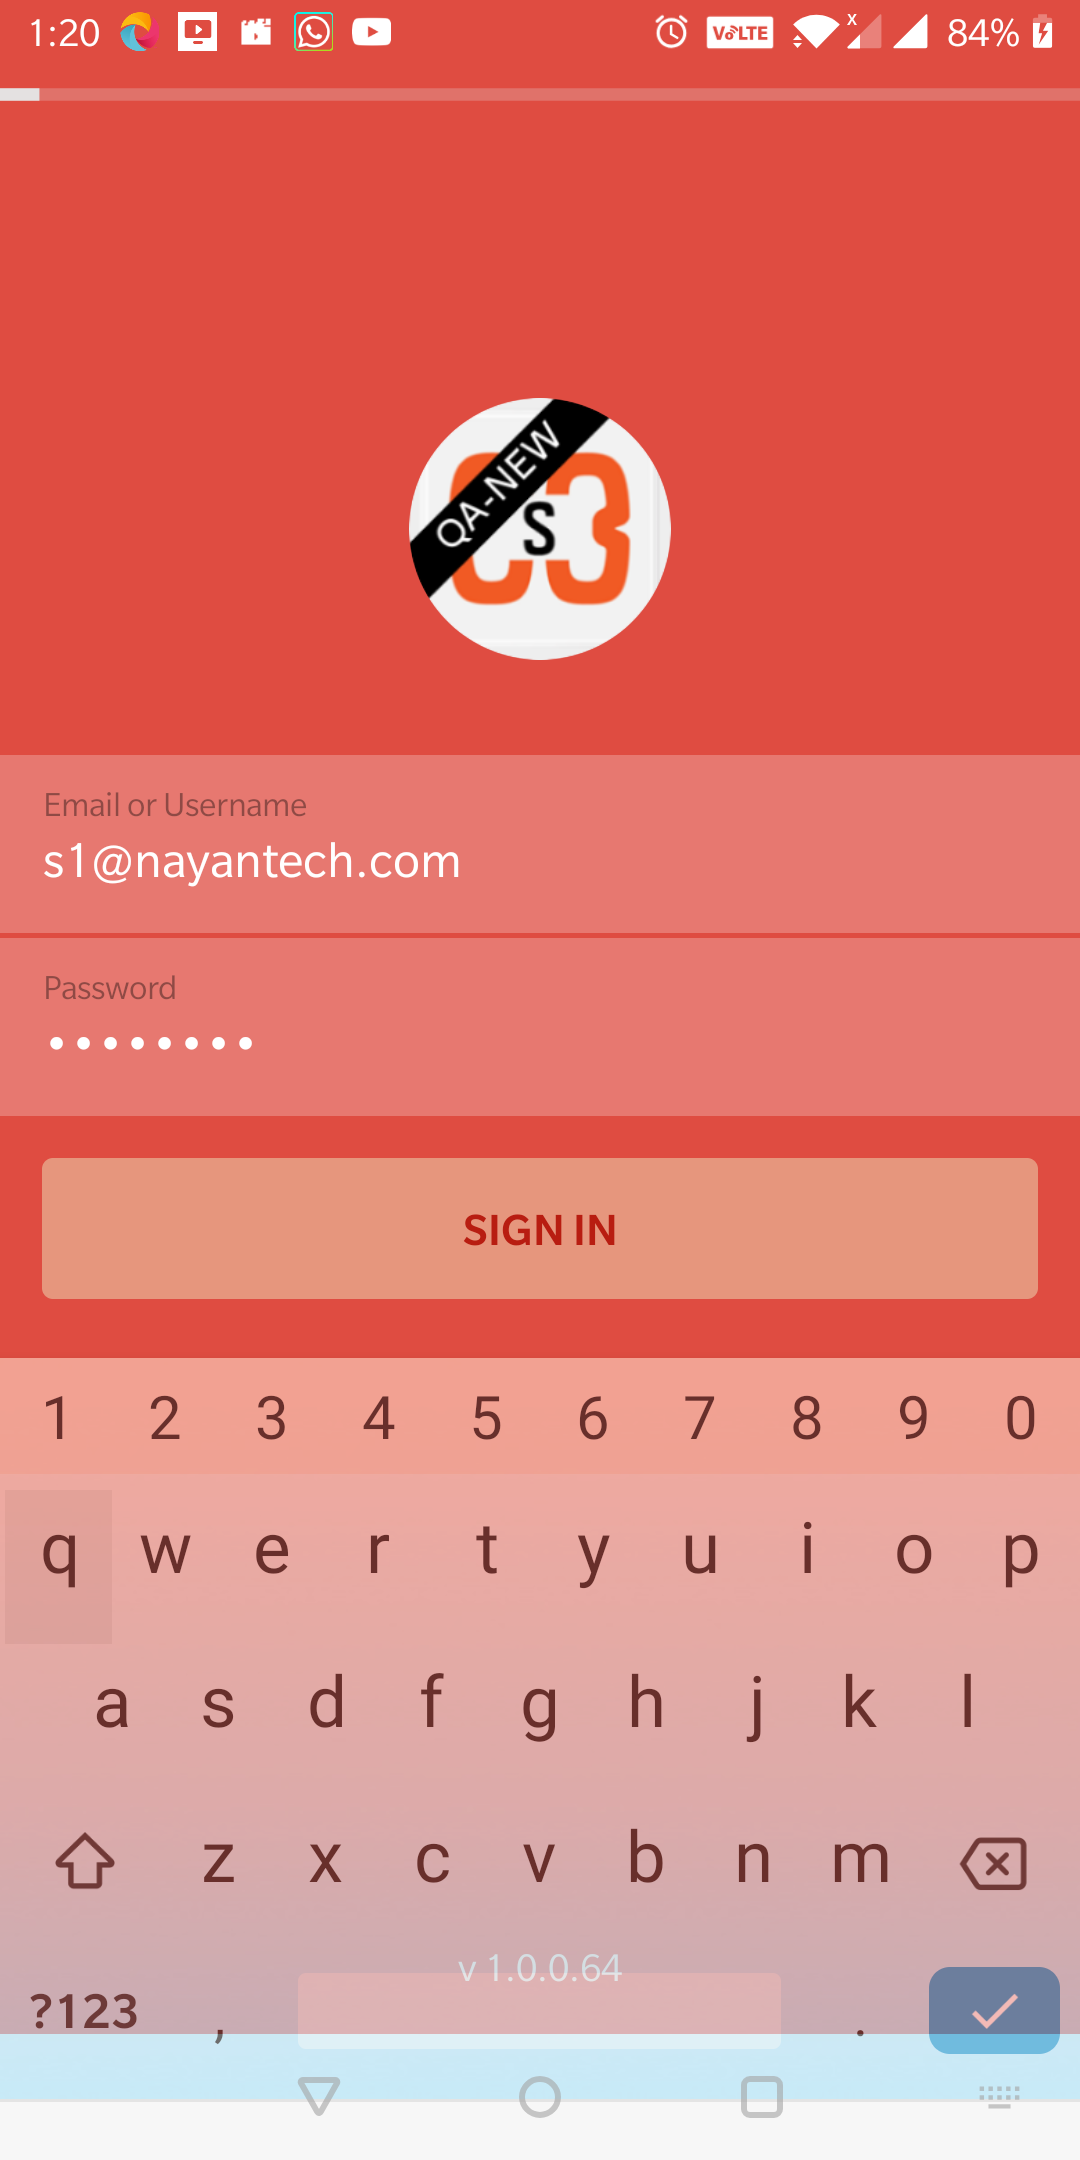 1:20 VoLTE X 84%
QA-NEW
C3
S
Email or Username
s1@nayantech.com
Password
SIGN IN
1 2 3 4 5 6 7 8 9 0
q w e r t y u i o p
a s d f g h j k l
z x c v b n m
v 1.0.0.64
?123 , .